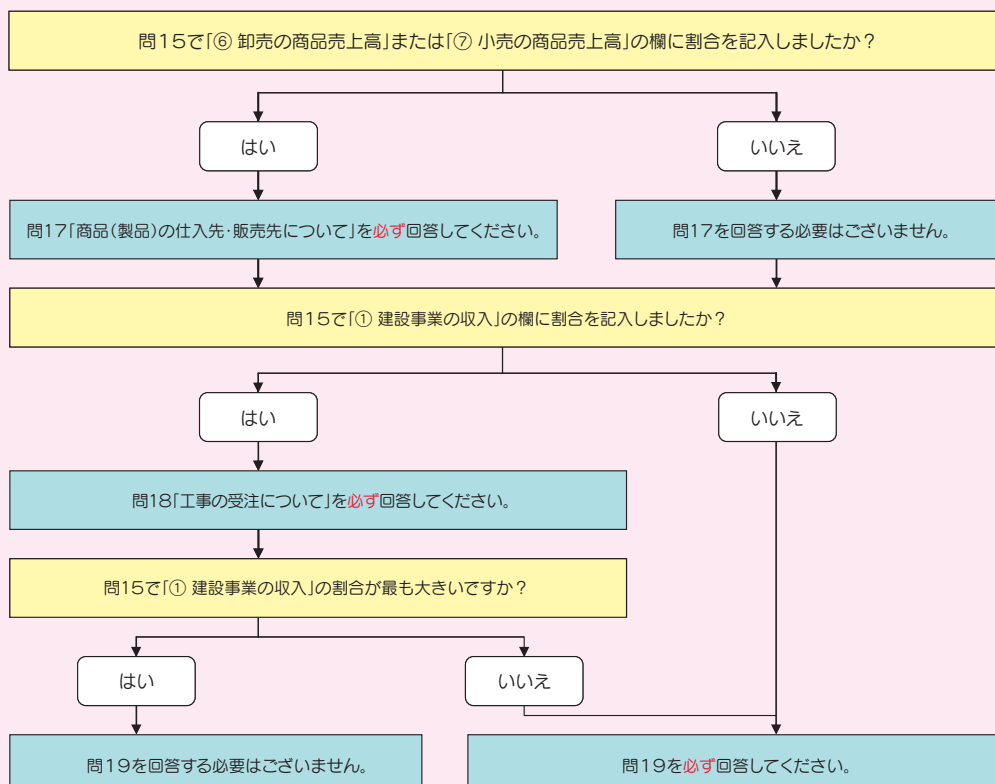 問15で「⑥ 卸売の商品売上高」または「⑦ 小売の商品売上高」の欄に割合を記入しましたか？
はい
いいえ
問17「商品(製品)の仕入先・販売先について」を必ず回答してください。
問17を回答する必要はございません。
問15で「① 建設事業の収入」の欄に割合を記入しましたか？
はい
いいえ
問18「工事の受注について」を必ず回答してください。
問15で「① 建設事業の収入」の割合が最も大きいですか？
はい
いいえ
問19を回答する必要はございません。
問19を必ず回答してください。